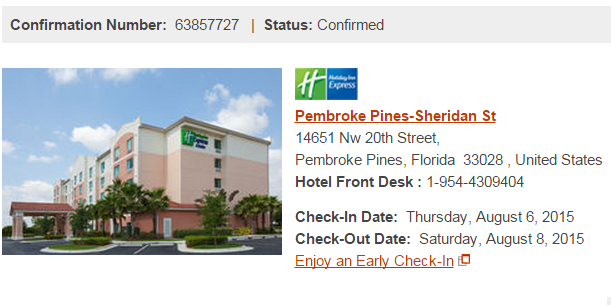 Confirmation Number: 63857727 | Status: Confirmed
Holiday Inn
Express
Pembroke Pines-Sheridan St
14651 Nw 20th Street,
Pembroke Pines, Florida 33028 , United States
Hotel Front Desk : 1-954-4309404
Check-In Date: Thursday, August 6, 2015
Check-Out Date: Saturday, August 8, 2015
Enjoy an Early Check-In